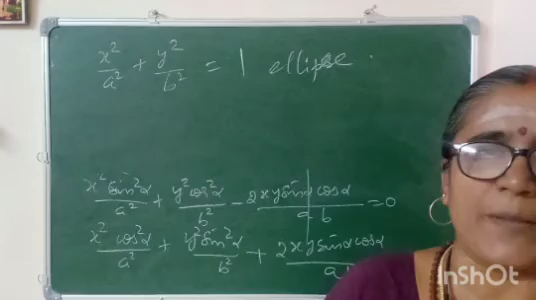 x²/a² + y²/b² = 1 ellipse.
x² sin²α/a² + y² cos²α/b² - 2xy sinα cosα/ab = 0
x² cos²α/a² + y² sin²α/b² + 2xy sinα cosα/a
InShOt